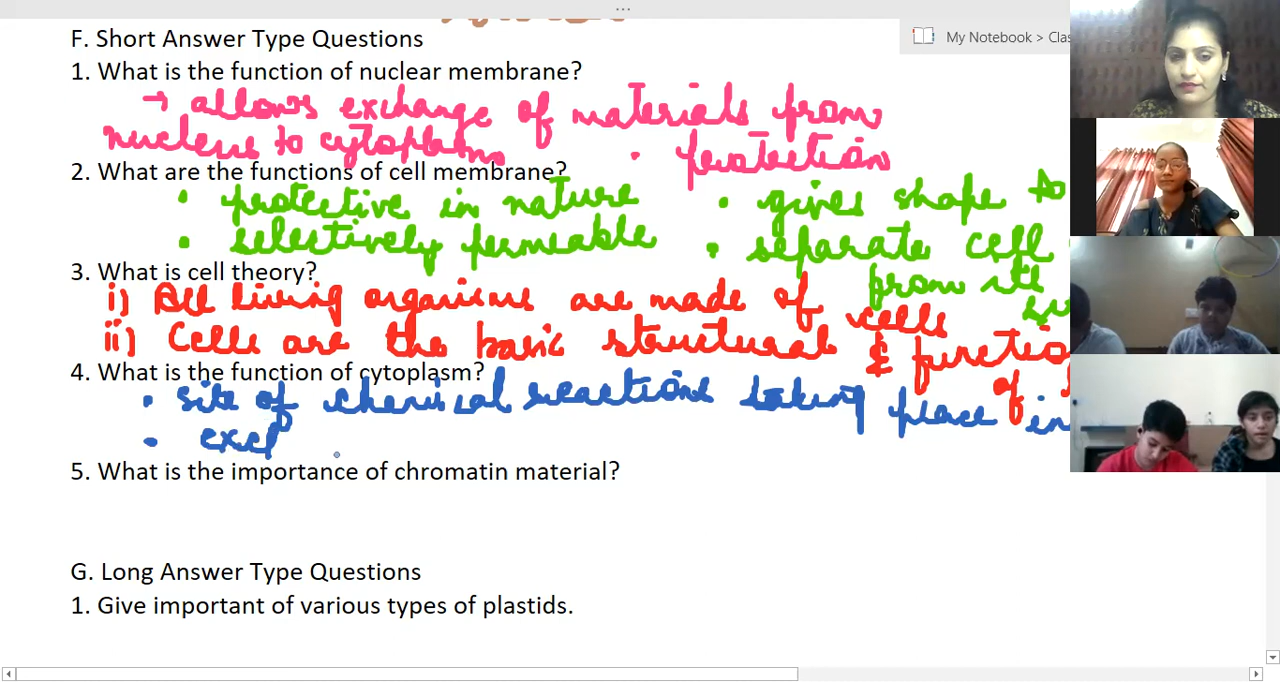 ...
My Notebook > Clas
F. Short Answer Type Questions
1. What is the function of nuclear membrane?
→ allows exchange of materials from
nucleus to cytoplasm • protection
2. What are the functions of cell membrane?
• protective in nature • gives shape to
• selectively permeable • separate cell
from its
3. What is cell theory?
i) All living organisms are made of cells
ii) Cells are the basic structural & functio
of
4. What is the function of cytoplasm?
• site of chemical reactions taking place in
• excl
5. What is the importance of chromatin material?
G. Long Answer Type Questions
1. Give important of various types of plastids.